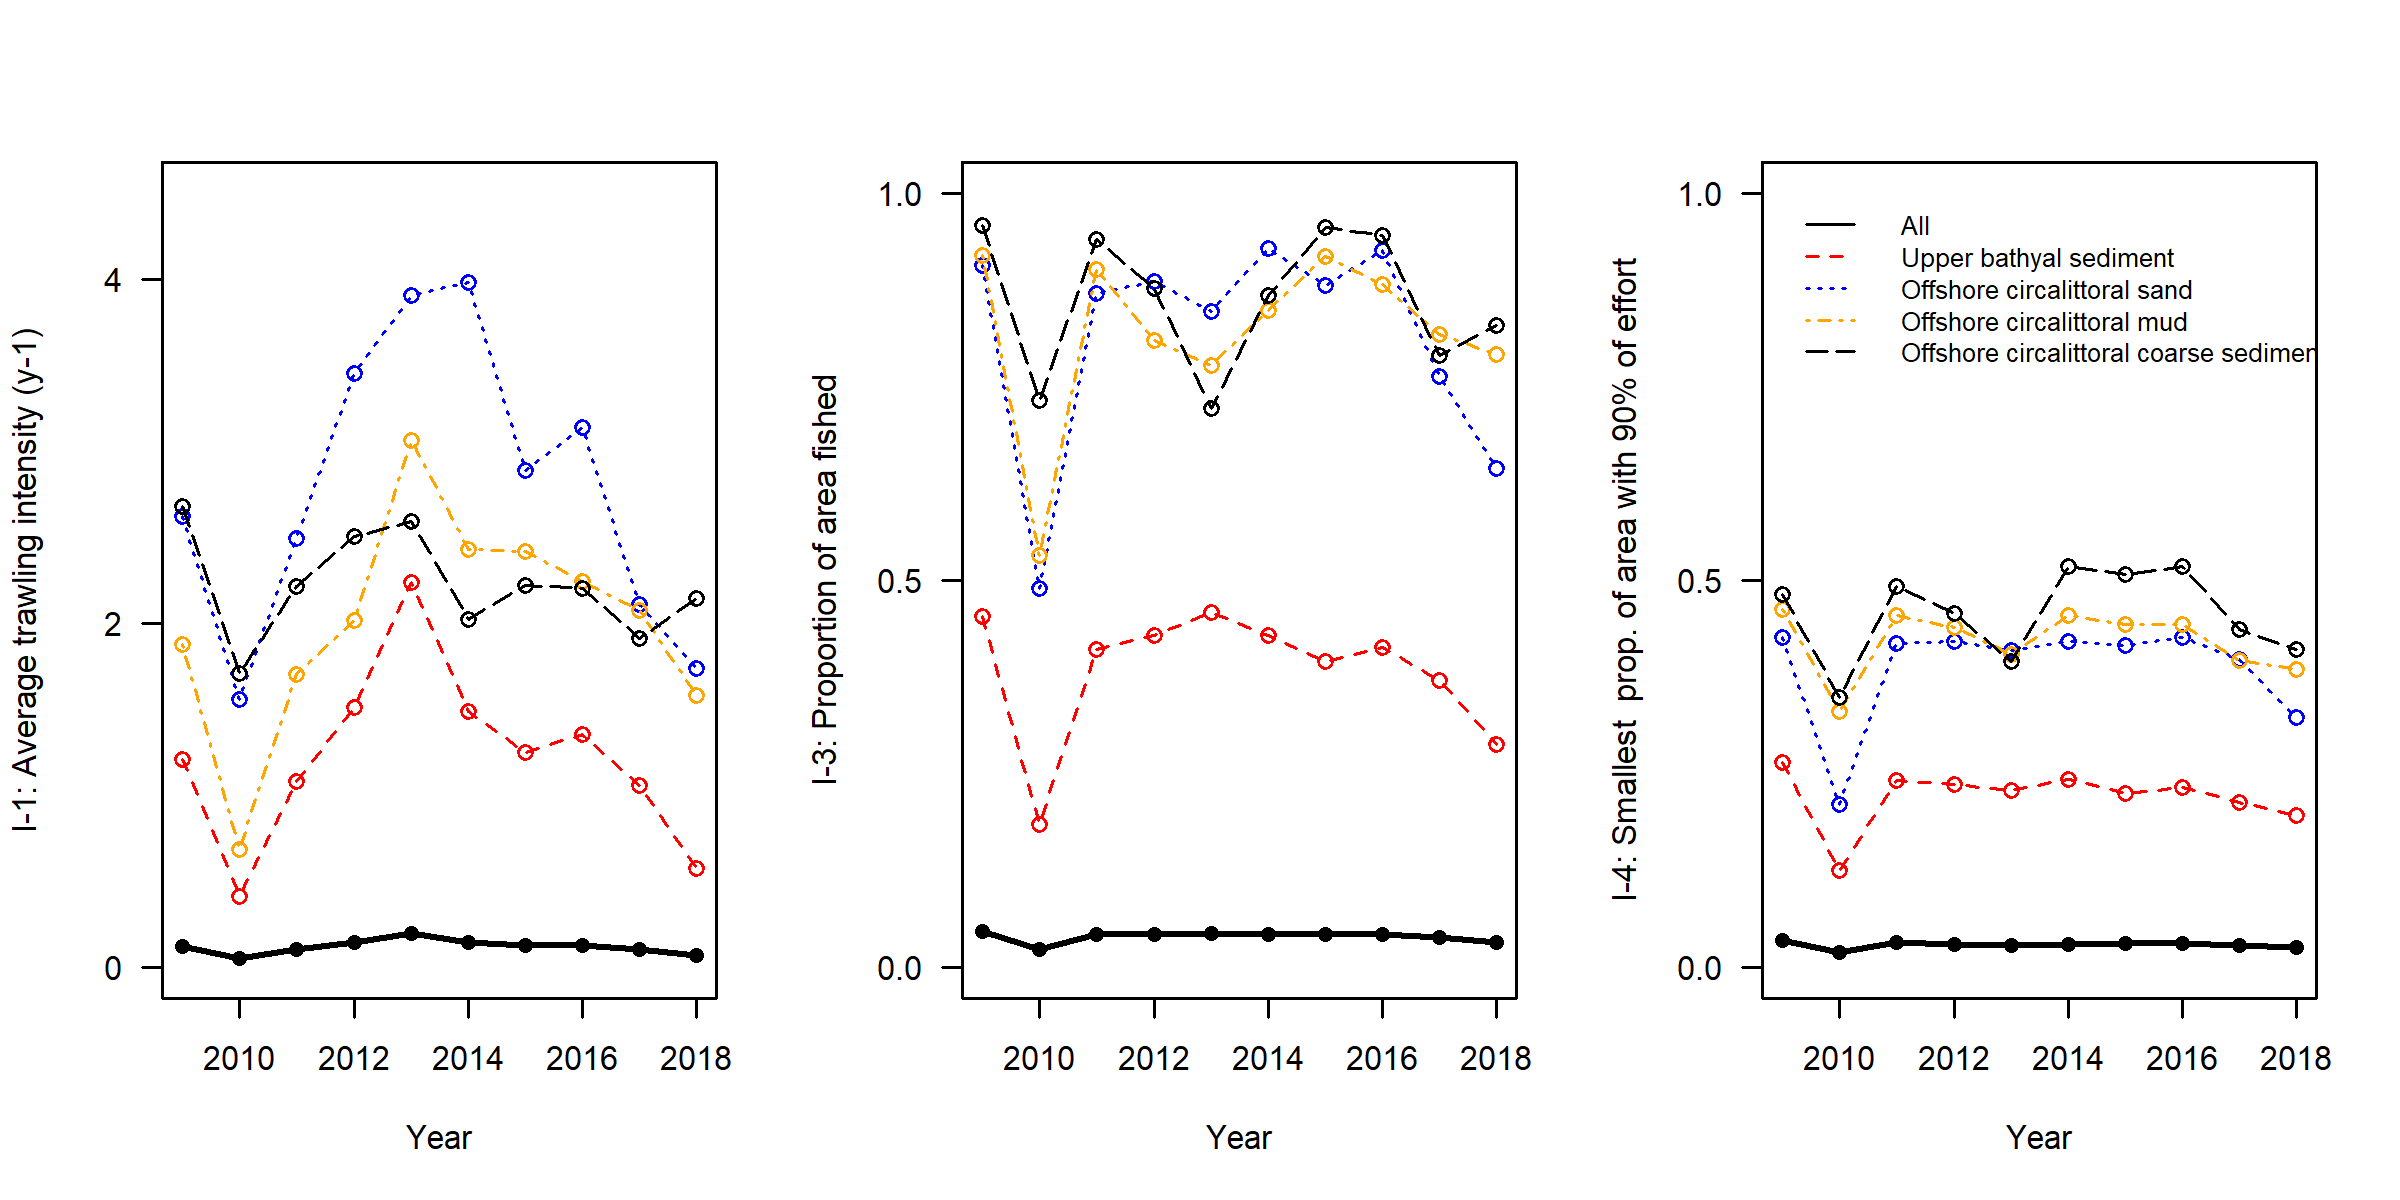 I-1: Average trawling intensity (y-1)
4
2
0
2010 2012 2014 2016 2018
Year
I-3: Proportion of area fished
1.0
0.5
0.0
2010 2012 2014 2016 2018
Year
I-4: Smallest prop. of area with 90% of effort
1.0
0.5
0.0
All
Upper bathyal sediment
Offshore circalittoral sand
Offshore circalittoral mud
Offshore circalittoral coarse sedimen
2010 2012 2014 2016 2018
Year